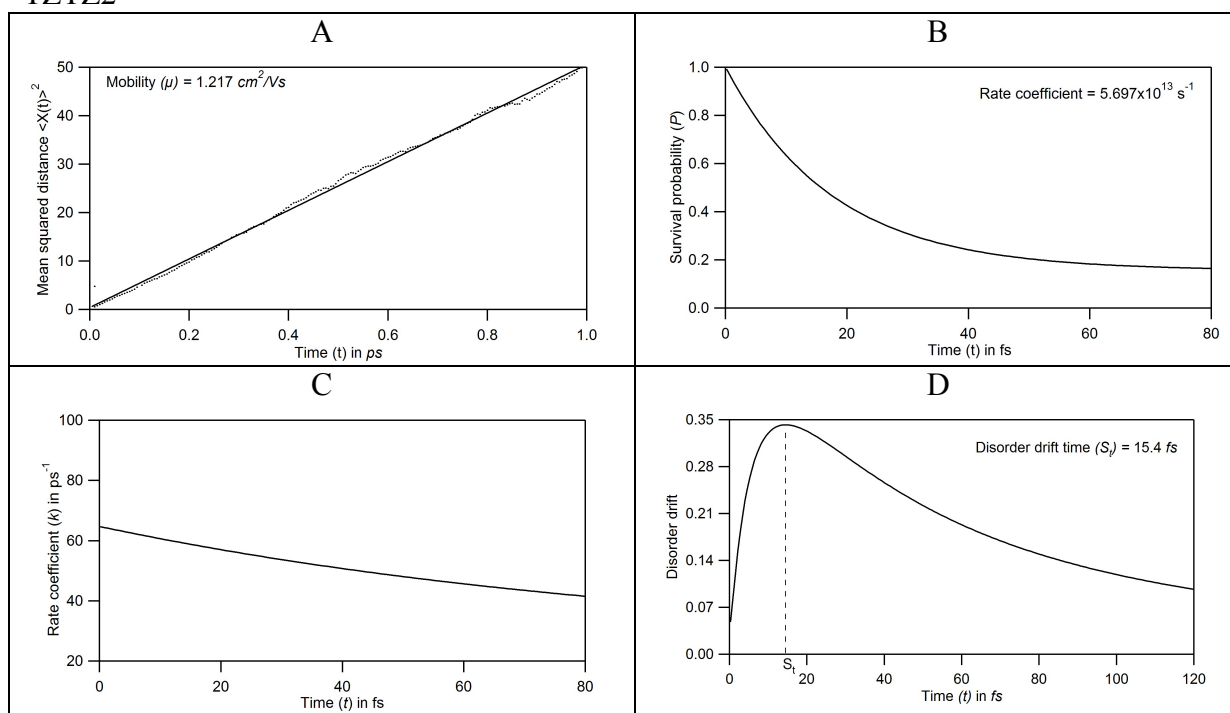 A
Mobility (μ) = 1.217 cm²/Vs
Mean squared distance <X(t)>²
50
40
30
20
10
0
0.0 0.2 0.4 0.6 0.8 1.0
Time (t) in ps
B
Rate coefficient = 5.697x10¹³ s⁻¹
Survival probability (P)
1.0
0.8
0.6
0.4
0.2
0.0
0 20 40 60 80
Time (t) in fs
C
Rate coefficient (k) in ps⁻¹
100
80
60
40
20
0 20 40 60 80
Time (t) in fs
D
Disorder drift time (Sₜ) = 15.4 fs
Disorder drift
0.35
0.28
0.21
0.14
0.07
0.00
0 Sₜ 20 40 60 80 100 120
Time (t) in fs